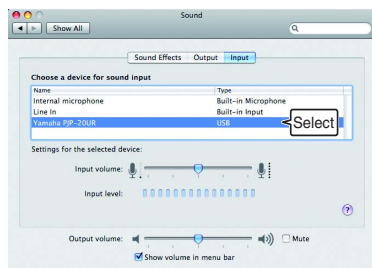 Sound
Show All
Sound Effects Output Input
Choose a device for sound input
Name Type
Internal microphone Built-in Microphone
Line In Built-in Input
Yamaha PJP-20UR USB
Select
Settings for the selected device:
Input volume:
Input level:
?
Output volume: Mute
Show volume in menu bar